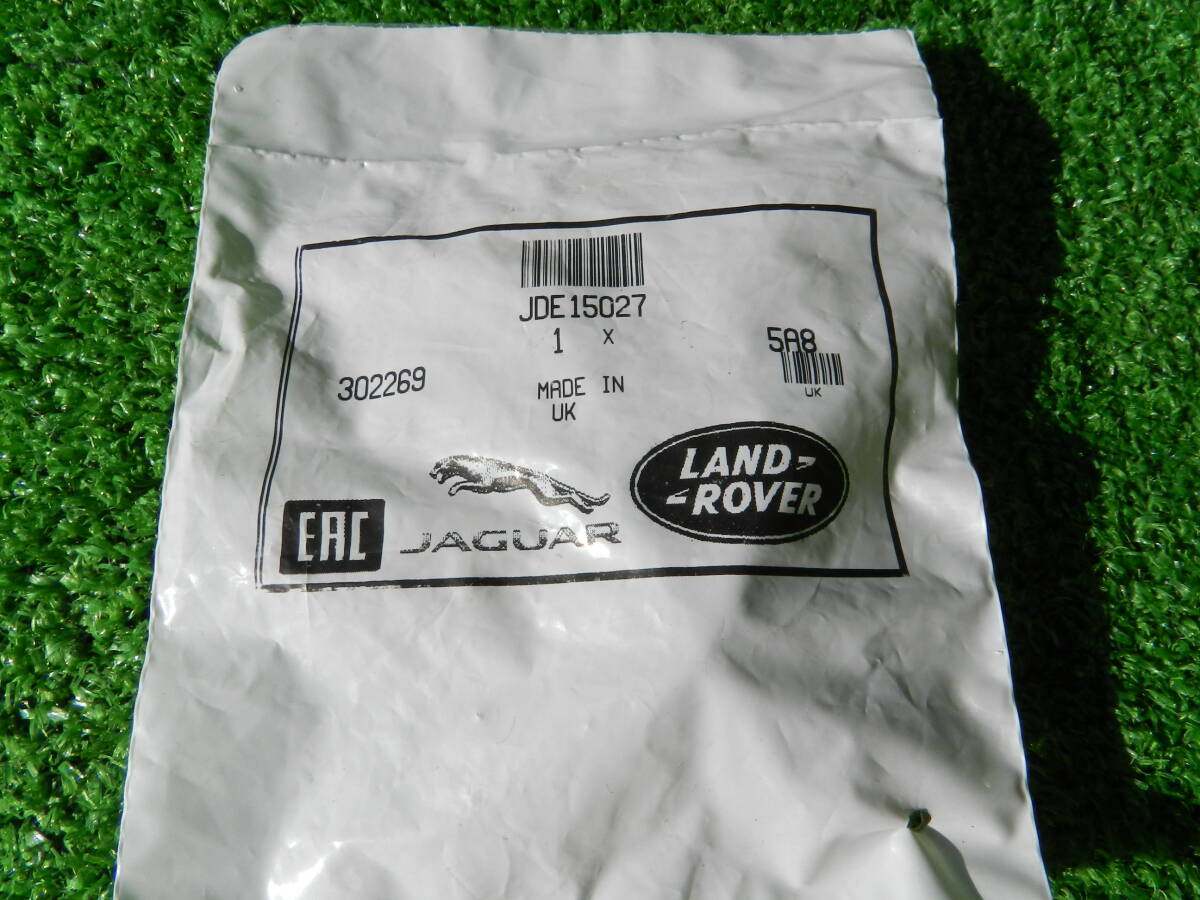 JDE15027
1 x
5A8
302269
MADE IN
UK
UK
EAC
JAGUAR
LAND-
-ROVER